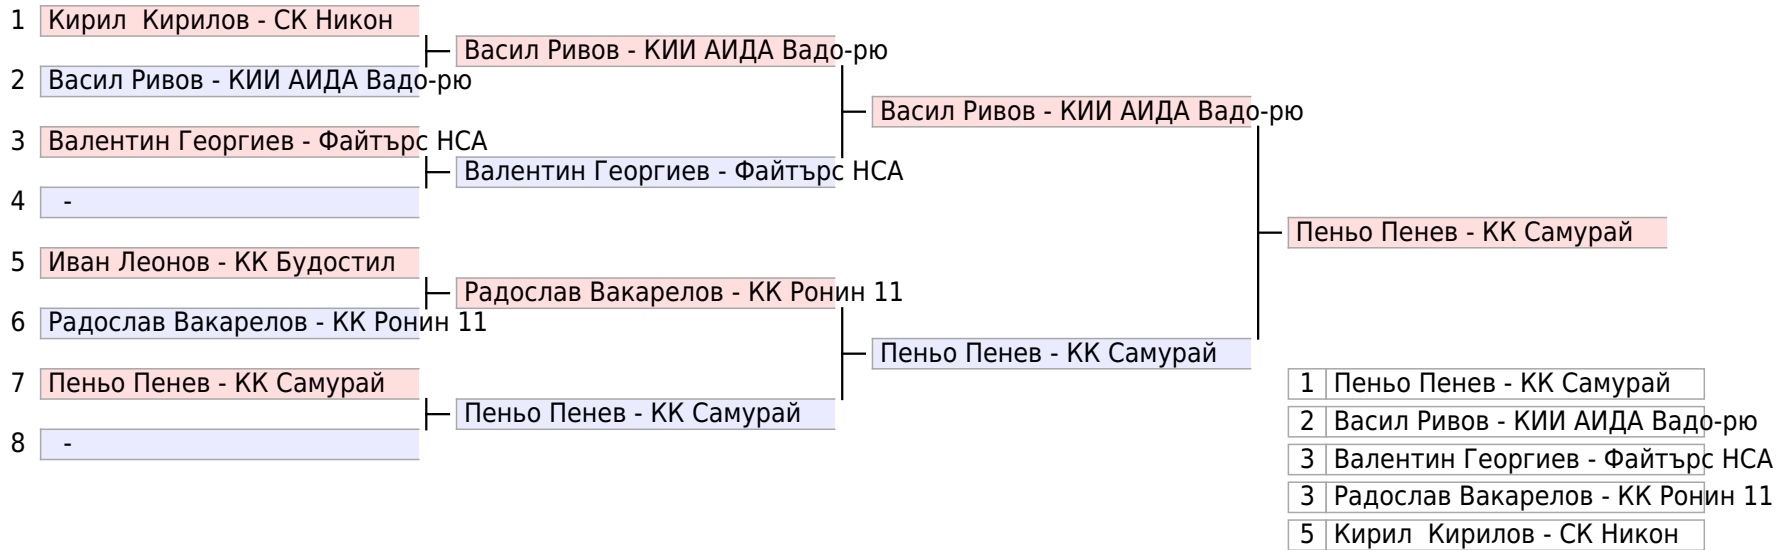 1 Кирил  Кирилов - СК Никон
2 Васил Ривов - КИИ АИДА Вадо-рю
3 Валентин Георгиев - Файтърс НСА
4 -
5 Иван Леонов - КК Будостил
6 Радослав Вакарелов - КК Ронин 11
7 Пеньо Пенев - КК Самурай
8 -
Васил Ривов - КИИ АИДА Вадо-рю
Валентин Георгиев - Файтърс НСА
Радослав Вакарелов - КК Ронин 11
Пеньо Пенев - КК Самурай
Васил Ривов - КИИ АИДА Вадо-рю
Пеньо Пенев - КК Самурай
Пеньо Пенев - КК Самурай
1 Пеньо Пенев - КК Самурай
2 Васил Ривов - КИИ АИДА Вадо-рю
3 Валентин Георгиев - Файтърс НСА
3 Радослав Вакарелов - КК Ронин 11
5 Кирил  Кирилов - СК Никон